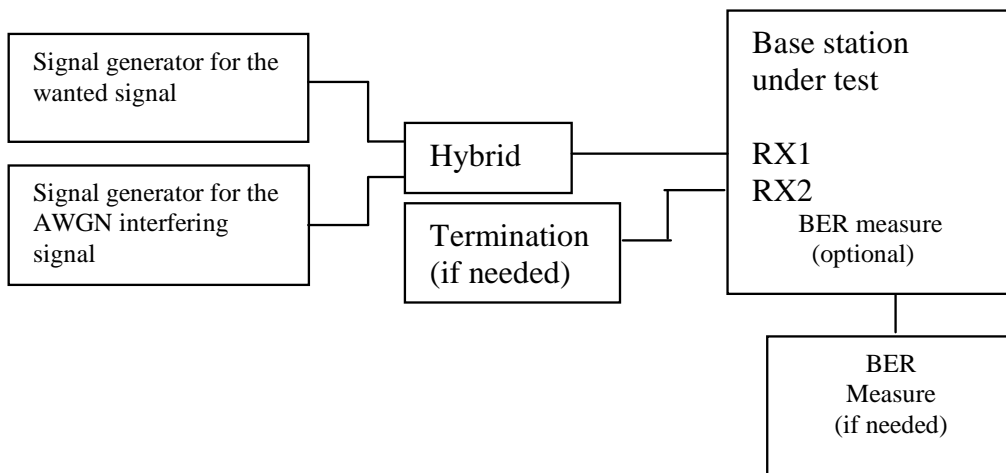 Signal generator for the
wanted signal
Signal generator for the
AWGN interfering
signal
Hybrid
Termination
(if needed)
Base station
under test
RX1
RX2
BER measure
(optional)
BER
Measure
(if needed)